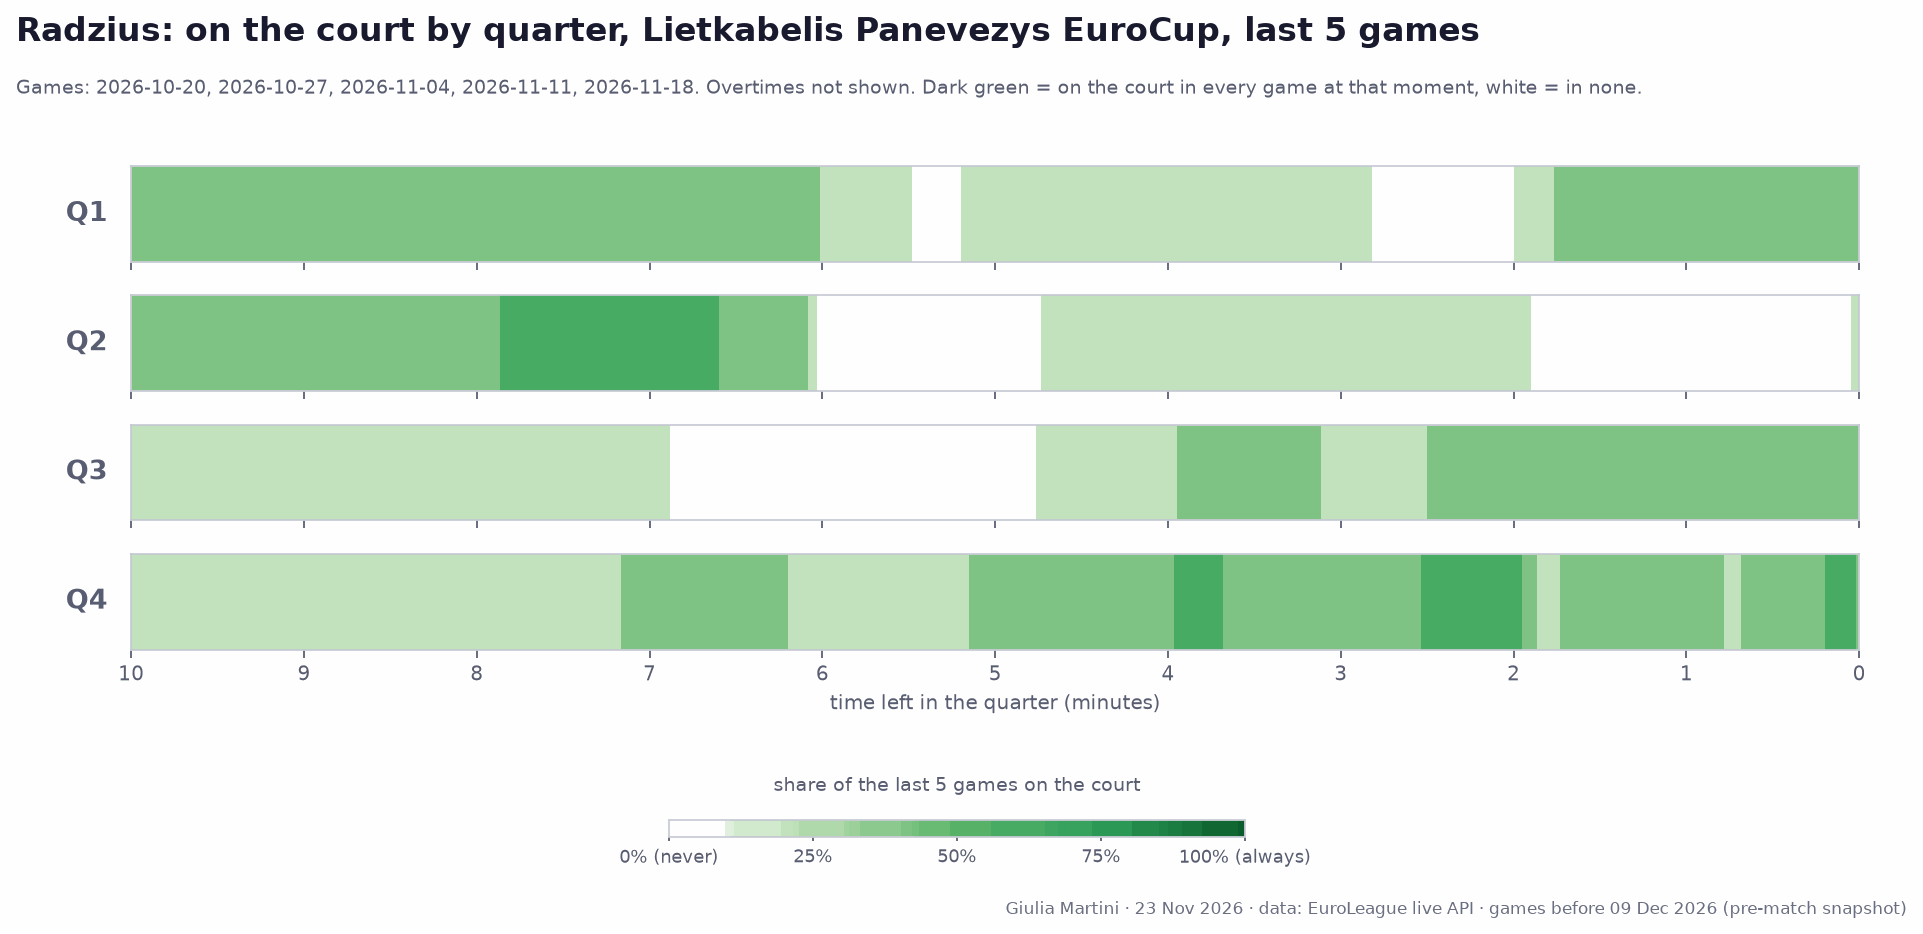 Radzius: on the court by quarter, Lietkabelis Panevezys EuroCup, last 5 games
Games: 2026-10-20, 2026-10-27, 2026-11-04, 2026-11-11, 2026-11-18. Overtimes not shown. Dark green = on the court in every game at that moment, white = in none.
Q1
Q2
Q3
Q4
10 9 8 7 6 5 4 3 2 1 0
time left in the quarter (minutes)
share of the last 5 games on the court
0% (never) 25% 50% 75% 100% (always)
Giulia Martini · 23 Nov 2026 · data: EuroLeague live API · games before 09 Dec 2026 (pre-match snapshot)